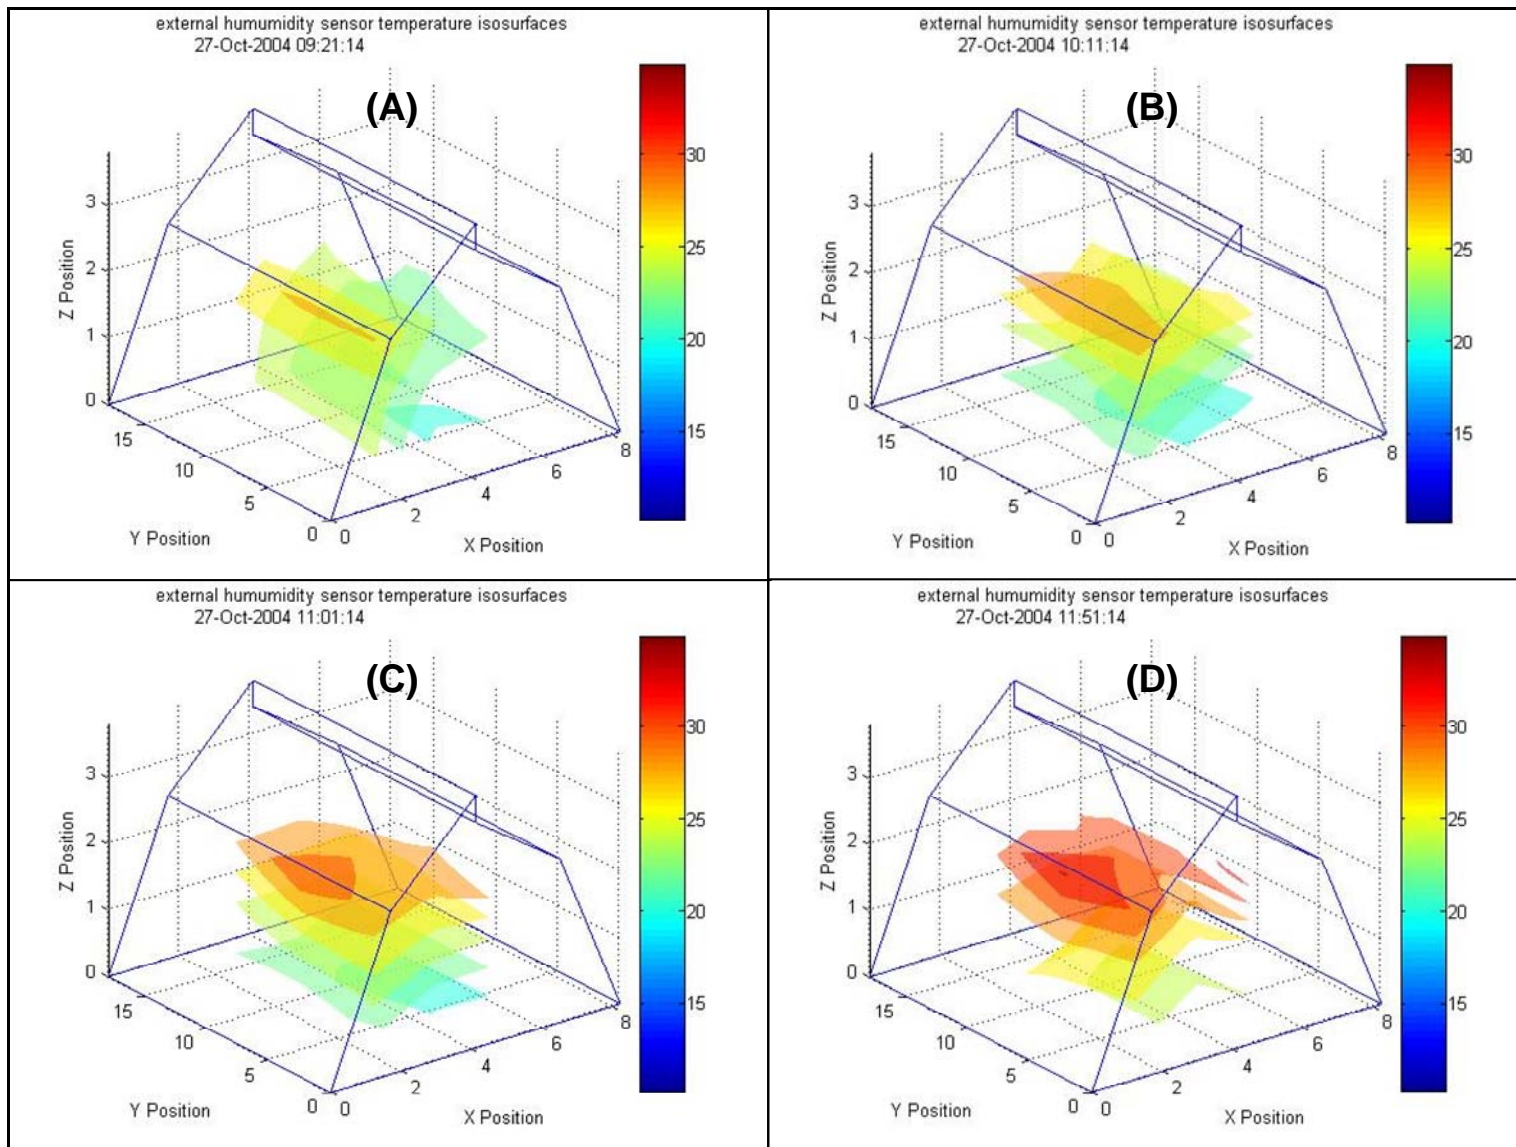 external humumidity sensor temperature isosurfaces
27-Oct-2004 09:21:14
(A)
30
25
20
15
3
2
1
0
Z Position
15
10
5
0
Y Position
0
2
4
6
8
X Position
external humumidity sensor temperature isosurfaces
27-Oct-2004 10:11:14
(B)
30
25
20
15
3
2
1
0
Z Position
15
10
5
0
Y Position
0
2
4
6
8
X Position
external humumidity sensor temperature isosurfaces
27-Oct-2004 11:01:14
(C)
30
25
20
15
3
2
1
0
Z Position
15
10
5
0
Y Position
0
2
4
6
8
X Position
external humumidity sensor temperature isosurfaces
27-Oct-2004 11:51:14
(D)
30
25
20
15
3
2
1
0
Z Position
15
10
5
0
Y Position
0
2
4
6
8
X Position